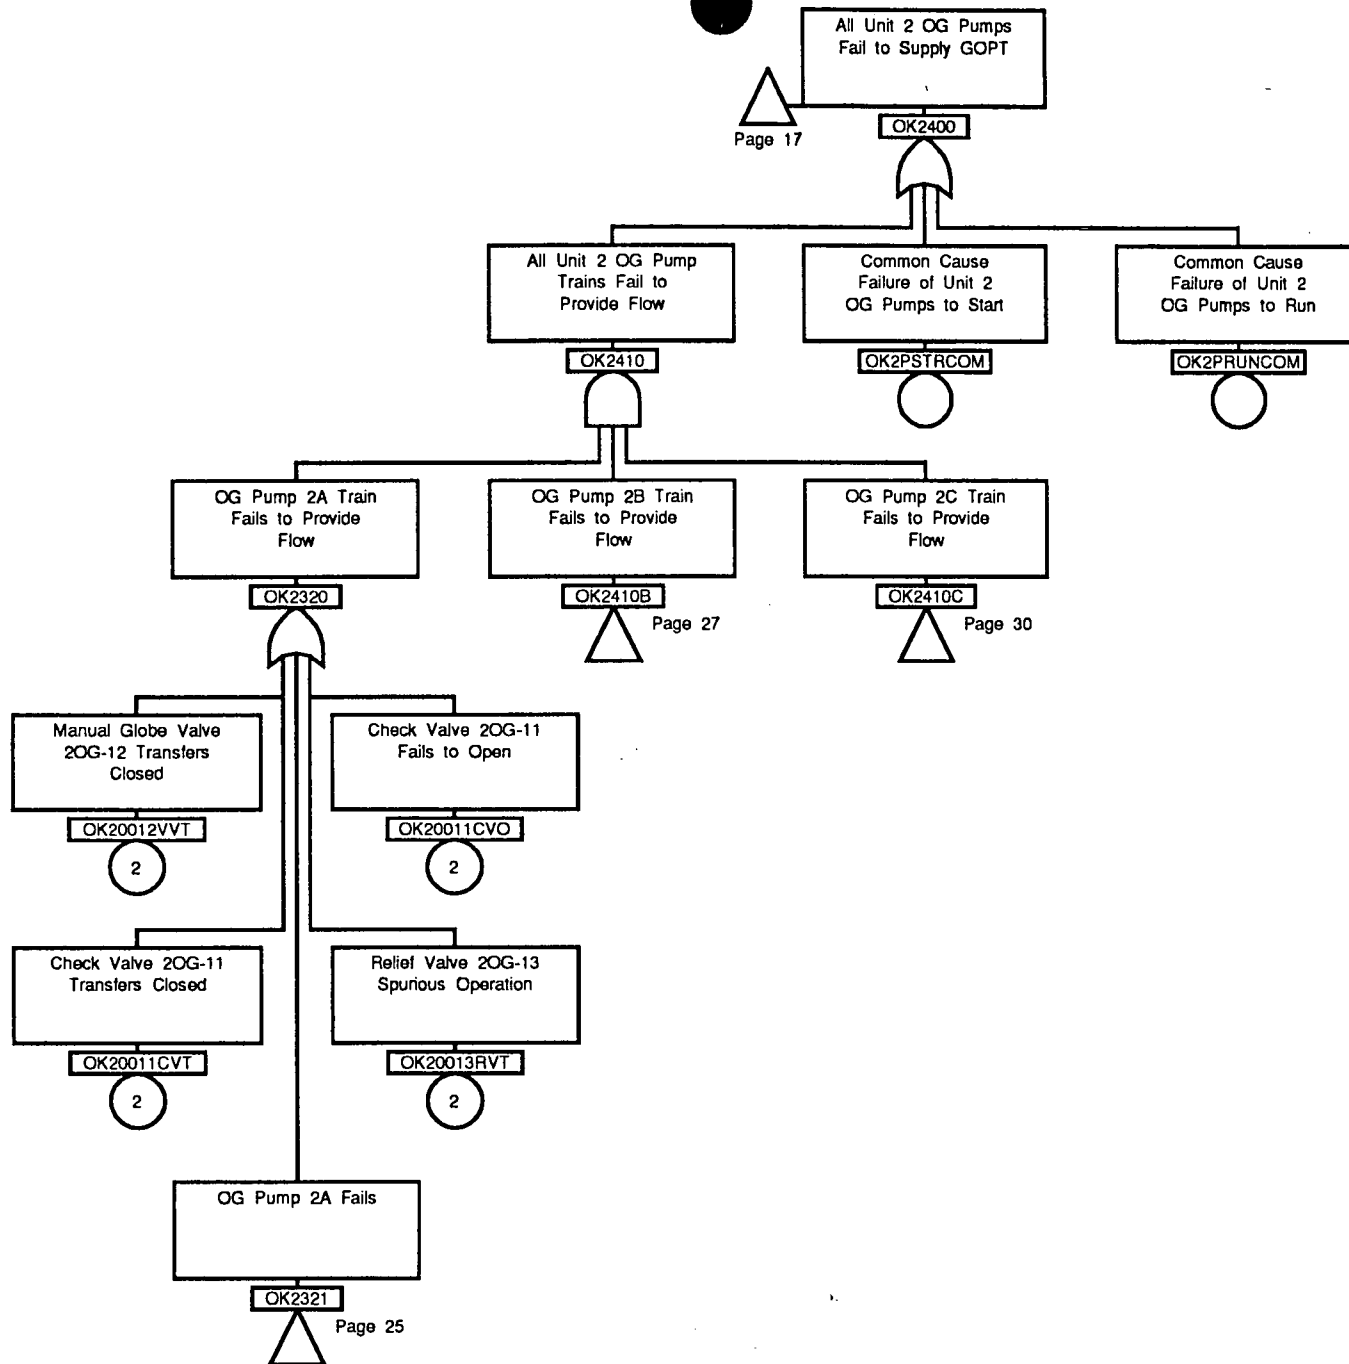 All Unit 2 OG Pumps
Fail to Supply GOPT
Page 17
OK2400
All Unit 2 OG Pump
Trains Fail to
Provide Flow
OK2410
Common Cause
Failure of Unit 2
OG Pumps to Start
OK2PSTRCOM
Common Cause
Failure of Unit 2
OG Pumps to Run
OK2PRUNCOM
OG Pump 2A Train
Fails to Provide
Flow
OK2320
OG Pump 2B Train
Fails to Provide
Flow
OK2410B
Page 27
OG Pump 2C Train
Fails to Provide
Flow
OK2410C
Page 30
Manual Globe Valve
2OG-12 Transfers
Closed
OK20012VVT
2
Check Valve 2OG-11
Fails to Open
OK20011CVO
2
Check Valve 2OG-11
Transfers Closed
OK20011CVT
2
Relief Valve 2OG-13
Spurious Operation
OK20013RVT
2
OG Pump 2A Fails
OK2321
Page 25